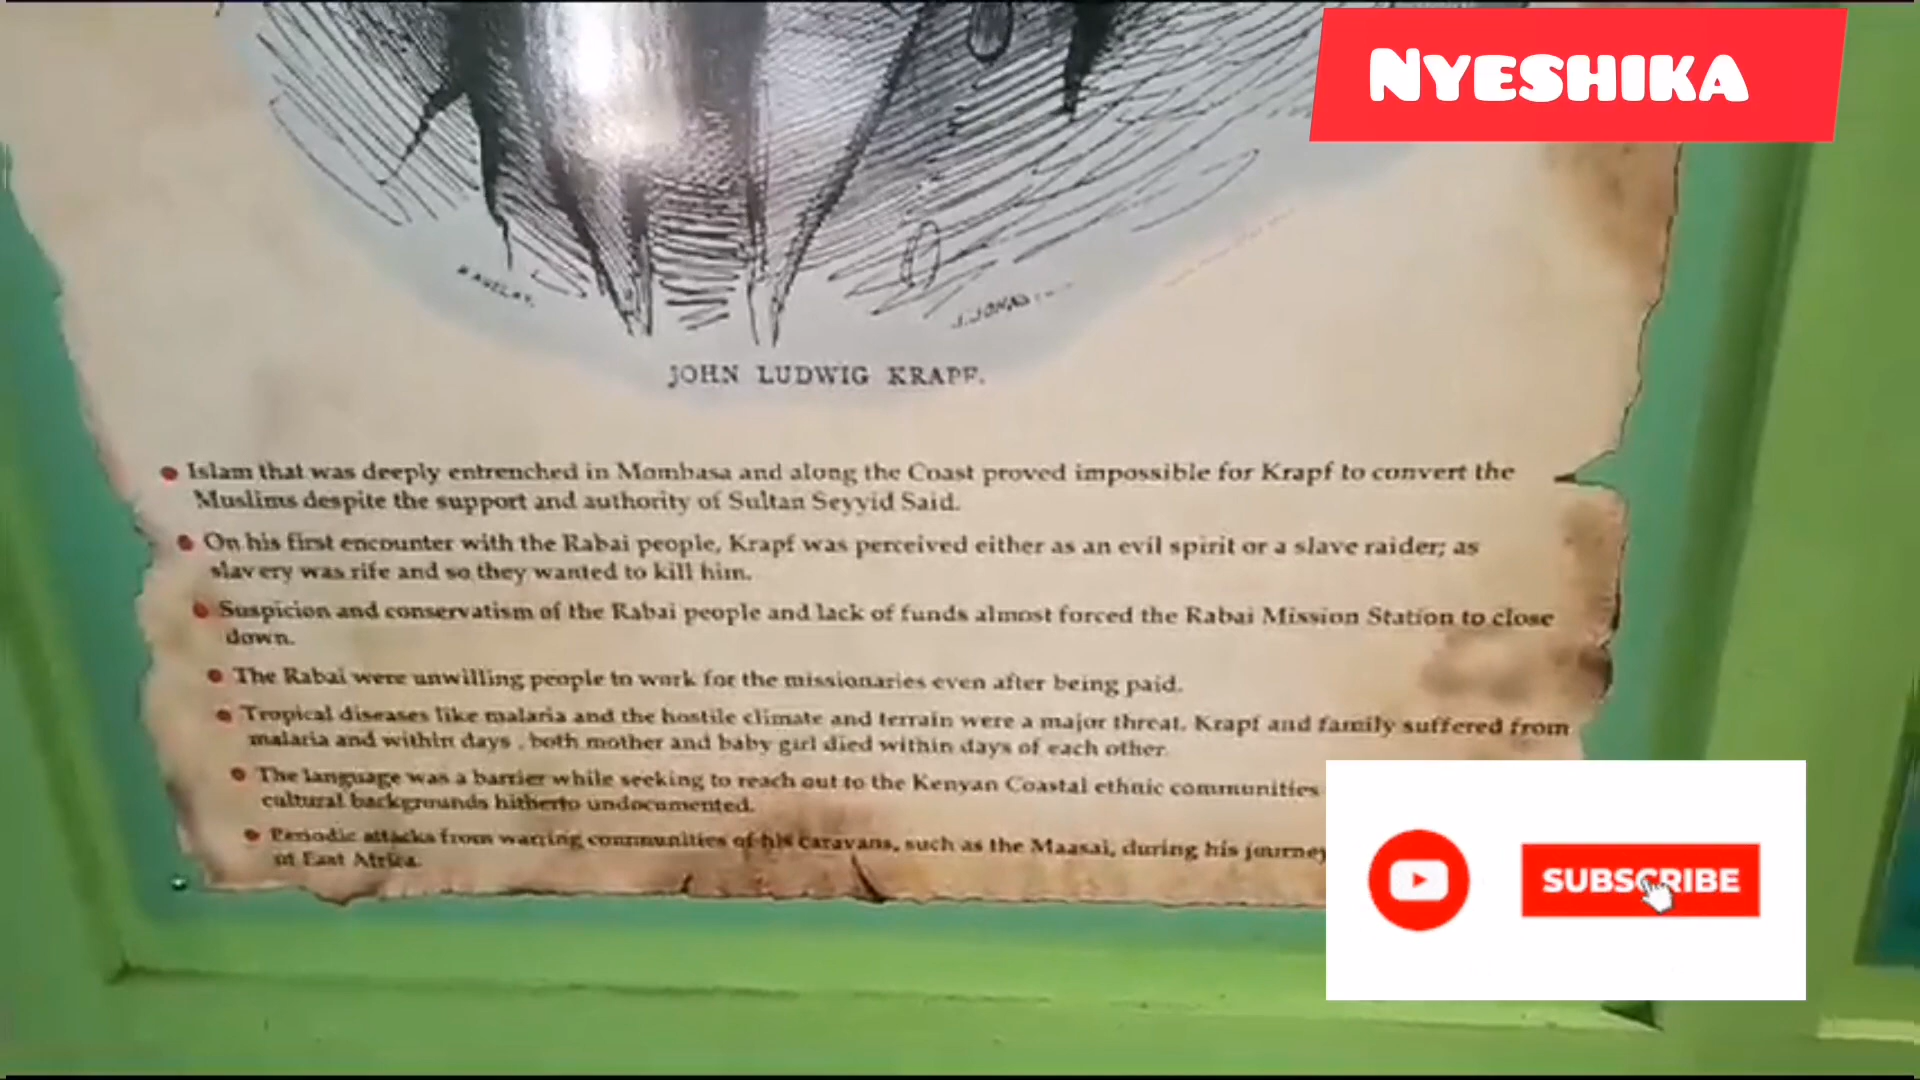 NYESHIKA
JOHN LUDWIG KRAPF.
Islam that was deeply entrenched in Mombasa and along the Coast proved impossible for Krapf to convert the
Muslims despite the support and authority of Sultan Seyyid Said.
On his first encounter with the Rabai people, Krapf was perceived either as an evil spirit or a slave raider; as
slavery was rife and so they wanted to kill him.
Suspicion and conservatism of the Rabai people and lack of funds almost forced the Rabai Mission Station to close
down.
The Rabai were unwilling people to work for the missionaries even after being paid.
Tropical diseases like malaria and the hostile climate and terrain were a major threat. Krapf and family suffered from
malaria and within days , both mother and baby girl died within days of each other.
The language was a barrier while seeking to reach out to the Kenyan Coastal ethnic communities
cultural backgrounds hitherto undocumented.
Periodic attacks from warring communities of his caravans, such as the Maasai, during his journey
of East Africa.
SUBSCRIBE